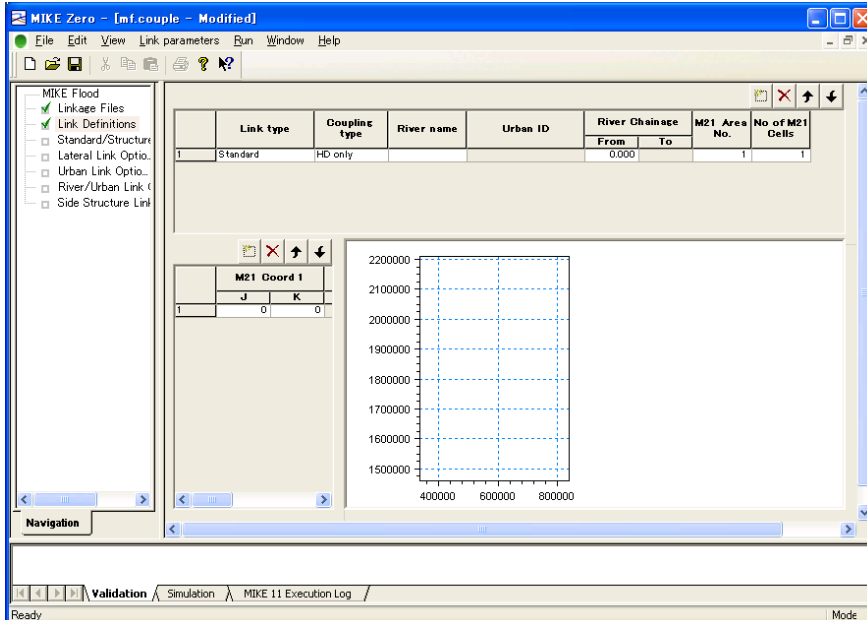 MIKE Zero - [mf.couple - Modified]
File Edit View Link parameters Run Window Help
MIKE Flood
Linkage Files
Link Definitions
Standard/Structure
Lateral Link Optio..
Urban Link Optio...
River/Urban Link
Side Structure Link
Navigation
Link type Coupling type River name Urban ID River Chainage From To M21 Area No. No of M21 Cells
1 Standard HD only 0.000 1 1
M21 Coord 1
J K
1 0 0
2200000
2100000
2000000
1900000
1800000
1700000
1600000
1500000
400000 600000 800000
Validation Simulation MIKE 11 Execution Log
Ready Mode